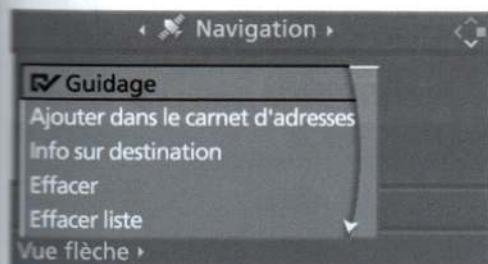 Navigation
Guidage
Ajouter dans le carnet d'adresses
Info sur destination
Effacer
Effacer liste
Vue flèche